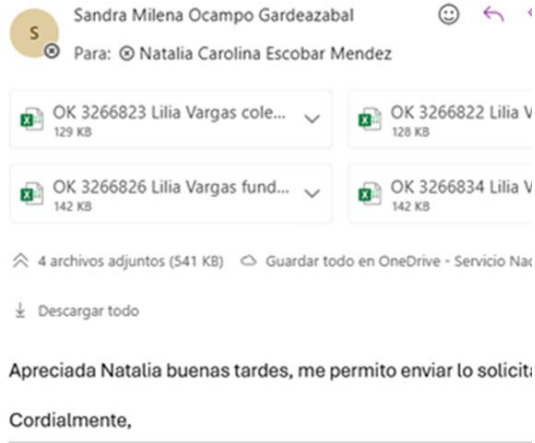 Sandra Milena Ocampo Gardeazabal
S
Para: Natalia Carolina Escobar Mendez
OK 3266823 Lilia Vargas cole...
129 KB
OK 3266822 Lilia V
128 KB
OK 3266826 Lilia Vargas fund...
142 KB
OK 3266834 Lilia V
142 KB
4 archivos adjuntos (541 KB) Guardar todo en OneDrive - Servicio Nac
Descargar todo
Apreciada Natalia buenas tardes, me permito enviar lo solicita
Cordialmente,